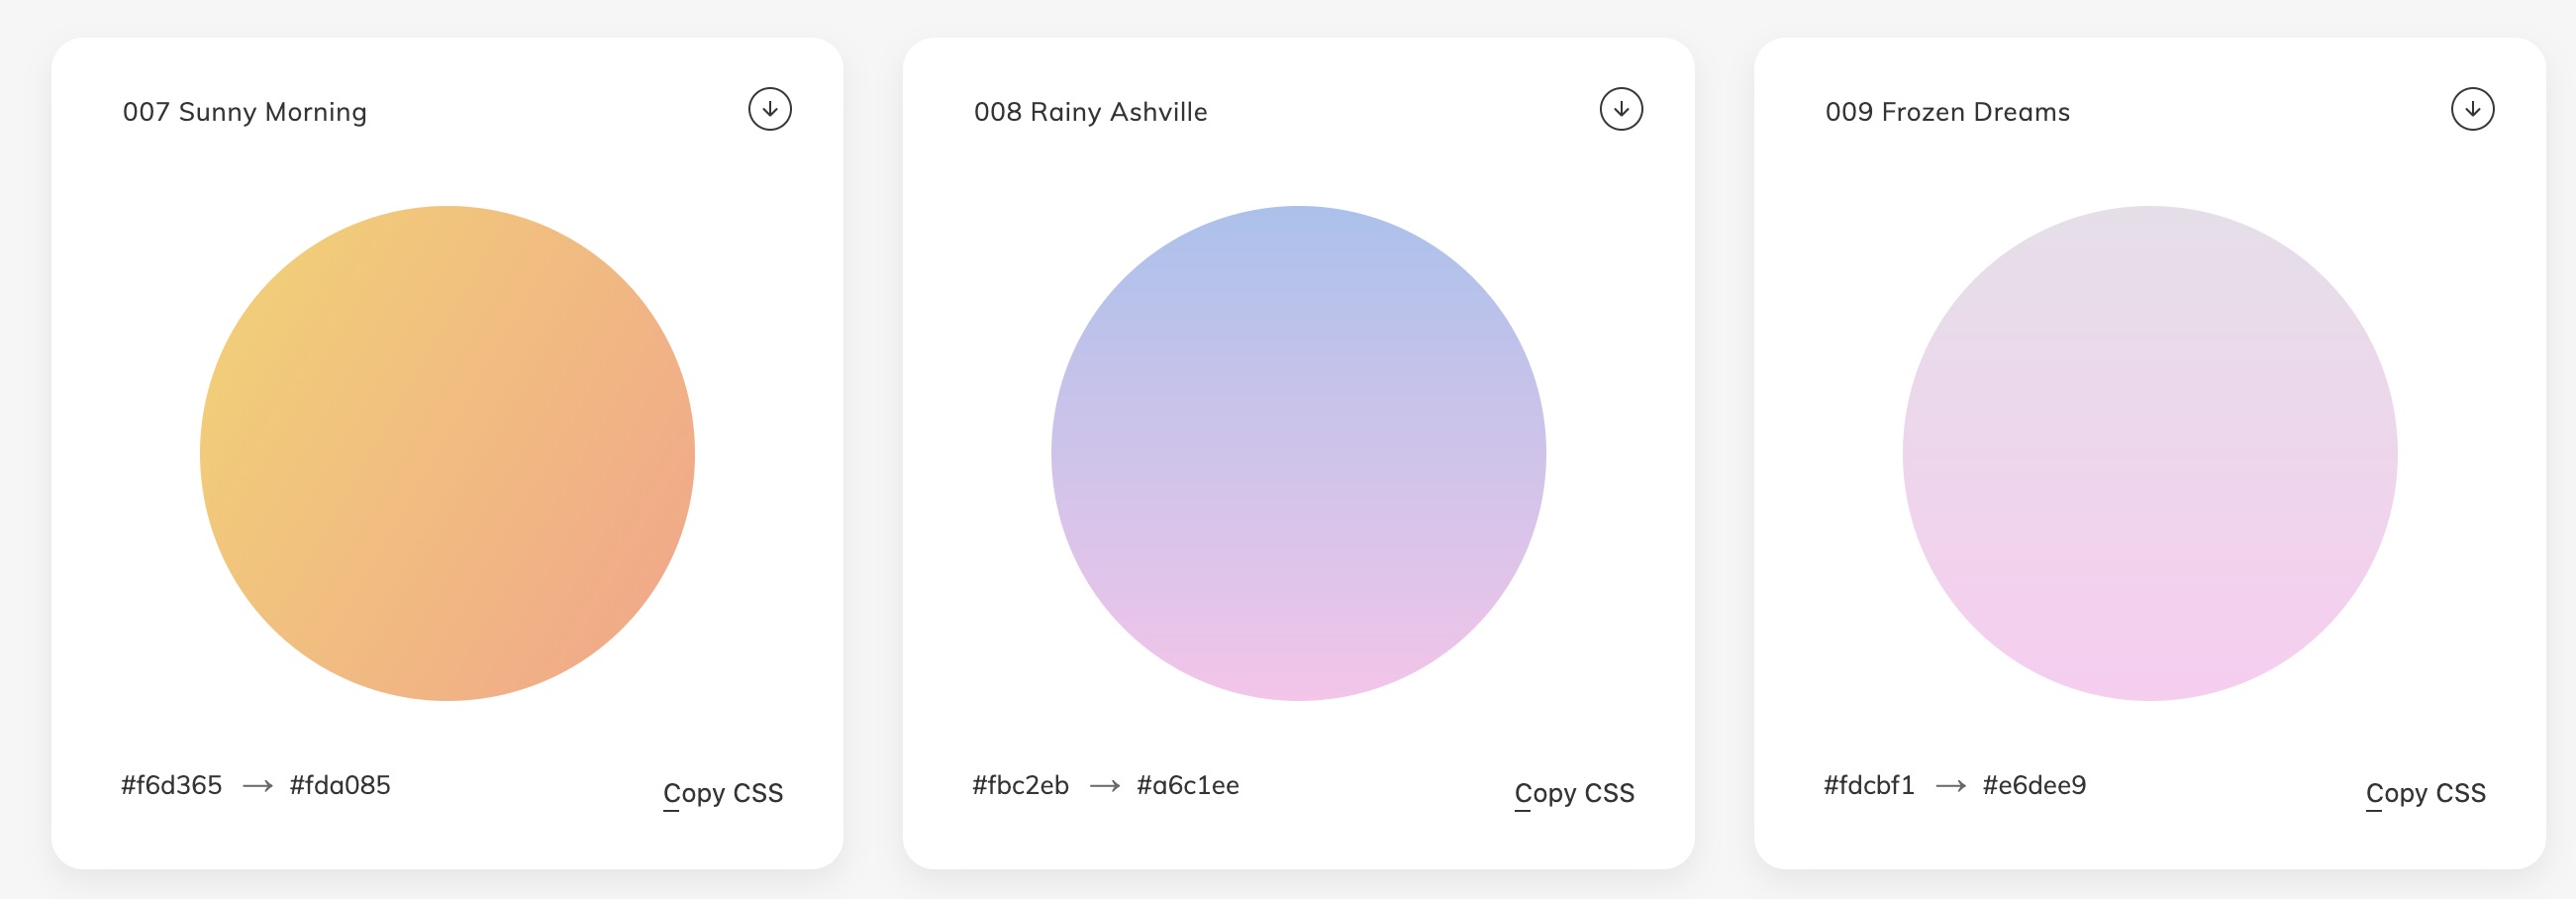 007 Sunny Morning
#f6d365 → #fda085
Copy CSS
008 Rainy Ashville
#fbc2eb → #a6c1ee
Copy CSS
009 Frozen Dreams
#fdcbf1 → #e6dee9
Copy CSS